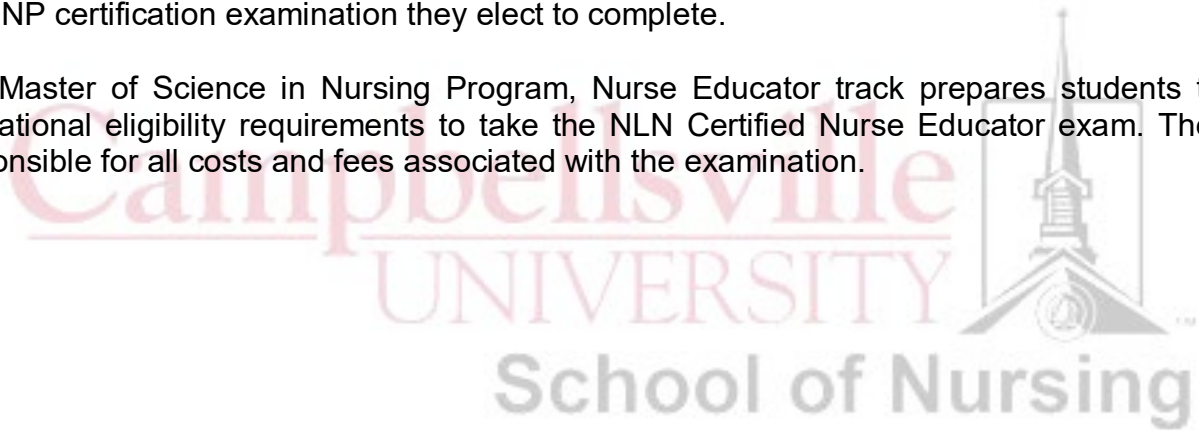 NP certification examination they elect to complete.
Master of Science in Nursing Program, Nurse Educator track prepares students t
ational eligibility requirements to take the NLN Certified Nurse Educator exam. The
onsible for all costs and fees associated with the examination.
Campbellsville
UNIVERSITY
School of Nursing